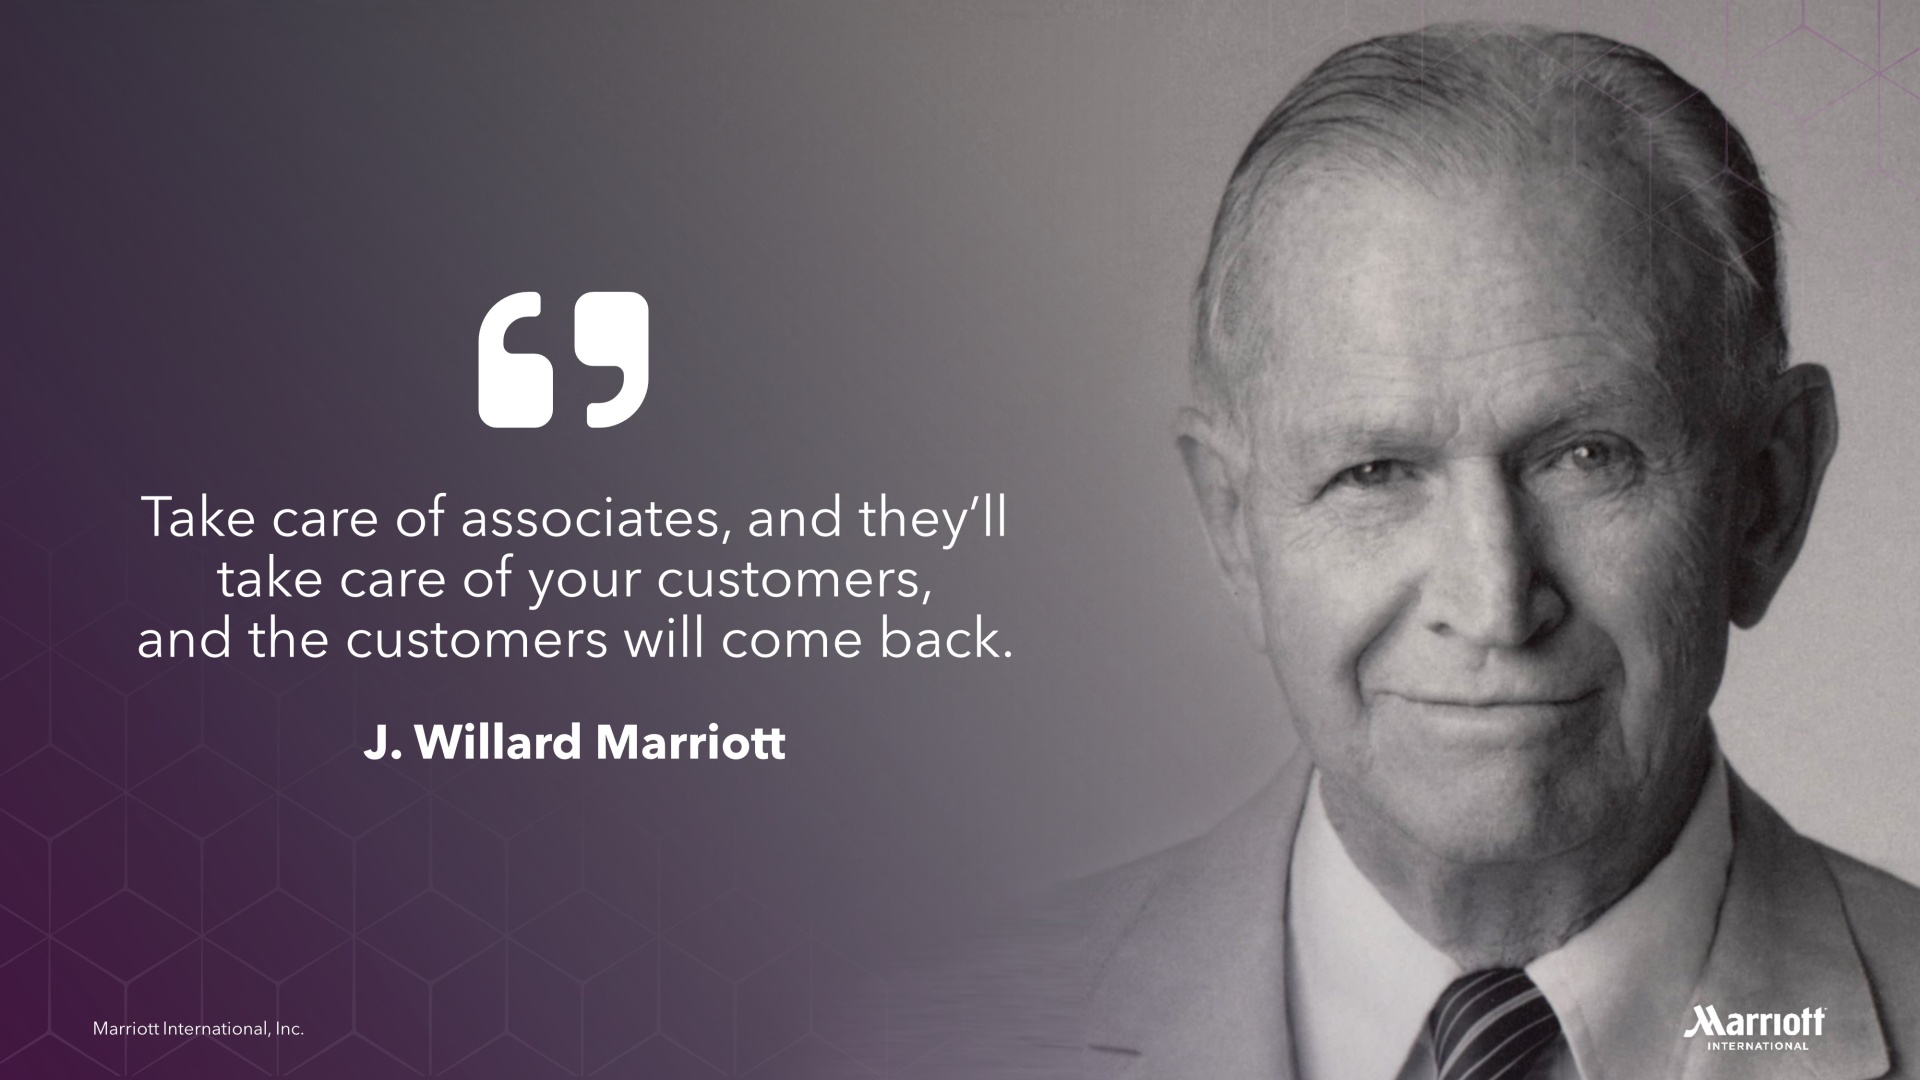 Take care of associates, and they’ll
take care of your customers,
and the customers will come back.
J. Willard Marriott
Marriott International, Inc.
Marriott
INTERNATIONAL